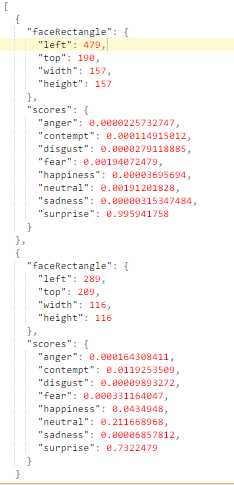 [
{
"faceRectangle": {
"left": 479,
"top": 190,
"width": 157,
"height": 157
},
"scores": {
"anger": 0.0000225732747,
"contempt": 0.000114915012,
"disgust": 0.0000279118885,
"fear": 0.00194072479,
"happiness": 0.00003695694,
"neutral": 0.00191201828,
"sadness": 0.00000315347484,
"surprise": 0.995941758
}
},
{
"faceRectangle": {
"left": 289,
"top": 209,
"width": 116,
"height": 116
},
"scores": {
"anger": 0.000164308411,
"contempt": 0.0119253509,
"disgust": 0.00009893272,
"fear": 0.000331164047,
"happiness": 0.0434948,
"neutral": 0.211668968,
"sadness": 0.00006857812,
"surprise": 0.7322479
}
}
]